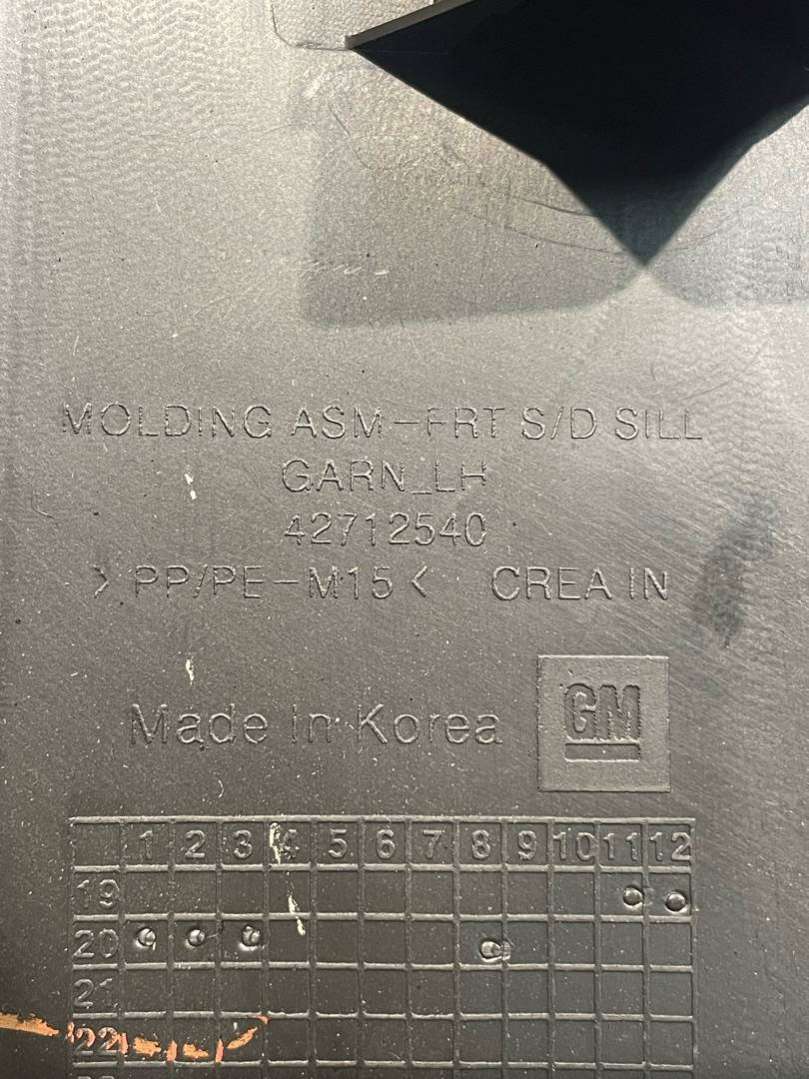 MOLDING ASM-FRT S/D SILL
GARN_LH
42712540
>PP/PE-M15< CREA IN
Made In Korea GM
1 2 3 4 5 6 7 8 9 10 11 12
19
20
21
22